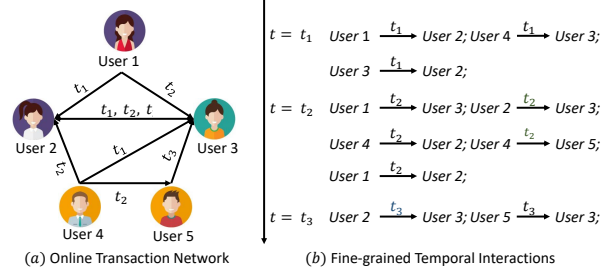 User 1
t₁
t₂
t₁, t₂, t
User 2
User 3
t₂
t₁
t₃
t₂
User 4
User 5
(a) Online Transaction Network
t = t₁
User 1 t₁ User 2; User 4 t₁ User 3;
User 3 t₁ User 2;
t = t₂
User 1 t₂ User 3; User 2 t₂ User 3;
User 4 t₂ User 2; User 4 t₂ User 5;
User 1 t₂ User 2;
t = t₃
User 2 t₃ User 3; User 5 t₃ User 3;
(b) Fine-grained Temporal Interactions